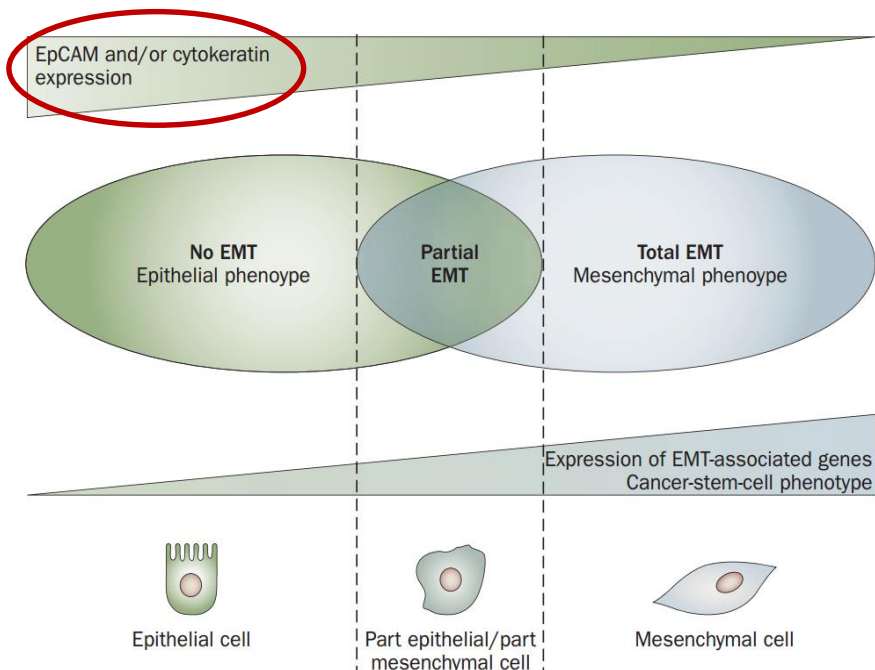 EpCAM and/or cytokeratin
expression
No EMT
Epithelial phenoype
Partial
EMT
Total EMT
Mesenchymal phenoype
Expression of EMT-associated genes
Cancer-stem-cell phenotype
Epithelial cell
Part epithelial/part
mesenchymal cell
Mesenchymal cell